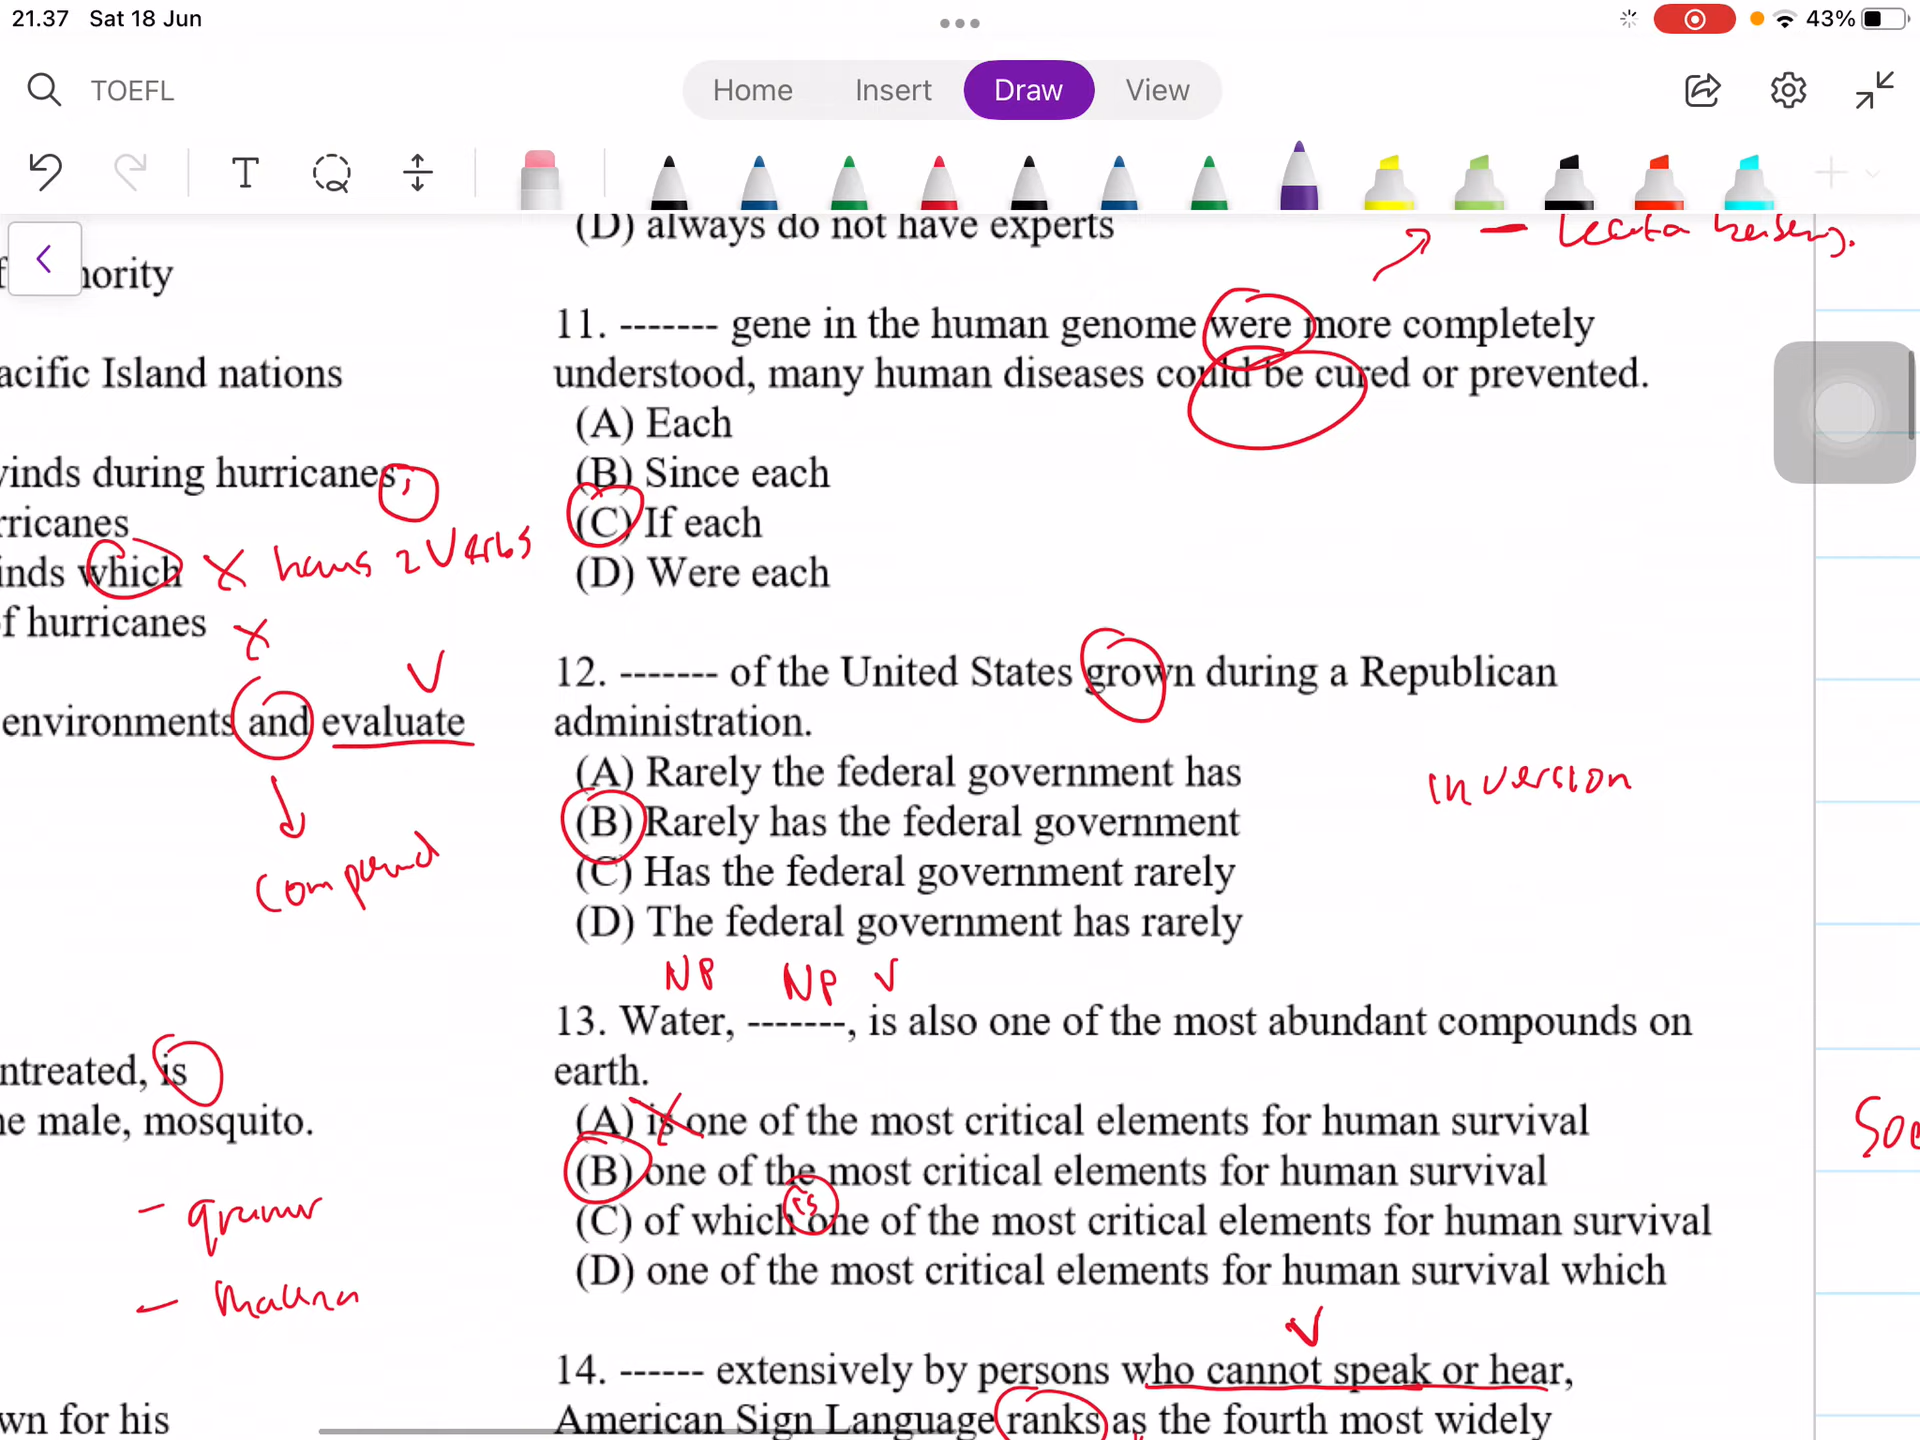 21.37 Sat 18 Jun
43%
TOEFL
Home Insert Draw View
T
(D) always do not have experts
hority
11. ------- gene in the human genome were more completely
understood, many human diseases could be cured or prevented.
(A) Each
(B) Since each
(C) If each
(D) Were each
acific Island nations
vinds during hurricanes,
rricanes
inds which X harus 2 Verbs
f hurricanes X
V
environments and evaluate
Compound
12. ------- of the United States grown during a Republican
administration.
(A) Rarely the federal government has
(B) Rarely has the federal government
(C) Has the federal government rarely
(D) The federal government has rarely
inversion
NP NP V
13. Water, -------, is also one of the most abundant compounds on
earth.
(A) is one of the most critical elements for human survival
(B) one of the most critical elements for human survival
is
(C) of which one of the most critical elements for human survival
(D) one of the most critical elements for human survival which
ntreated, is
ne male, mosquito.
- makna
V
14. ------ extensively by persons who cannot speak or hear,
American Sign Language ranks as the fourth most widely
wn for his